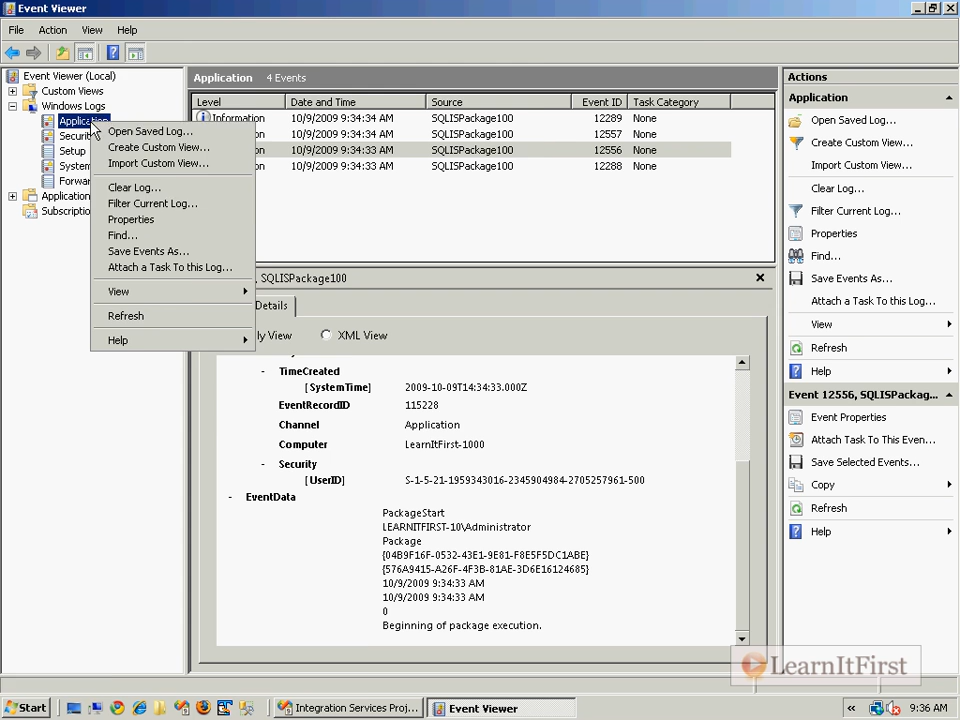 Event Viewer
File Action View Help
Event Viewer (Local)
Custom Views
Windows Logs
Application
Setup
Open Saved Log...
Create Custom View...
Import Custom View...
Clear Log...
Filter Current Log...
Properties
Find...
Save Events As...
Attach a Task To this Log...
View
Refresh
Help
Application 4 Events
Level Date and Time Source Event ID Task Category
Information 10/9/2009 9:34:34 AM SQLISPackage100 12289 None
10/9/2009 9:34:34 AM SQLISPackage100 12557 None
10/9/2009 9:34:34 AM SQLISPackage100 12556 None
10/9/2009 9:34:34 AM SQLISPackage100 12288 None
, SQLISPackage100
Details
ly View XML View
- TimeCreated
[SystemTime] 2009-10-09T14:34:33.000Z
EventRecordID 115228
Channel Application
Computer LearnItFirst-1000
- Security
[UserID] S-1-5-21-1959343016-2345904984-2705257961-500
- EventData
PackageStart
LEARNITFIRST-10\Administrator
Package
{04B9F16F-0532-43E1-9E81-F8E5F5DC1ABE}
{576A9415-A26F-4F3B-81AE-3D6E16124685}
10/9/2009 9:34:33 AM
10/9/2009 9:34:33 AM
0
Beginning of package execution.
Actions
Application
Open Saved Log...
Create Custom View...
Import Custom View...
Clear Log...
Filter Current Log...
Properties
Find...
Save Events As...
Attach a Task To this Log...
View
Refresh
Help
Event 12556, SQLISPackag...
Event Properties
Attach Task To This Even...
Save Selected Events...
Copy
Refresh
Help
LearnItFirst
Start
Integration Services Proj...
Event Viewer
« 9:36 AM